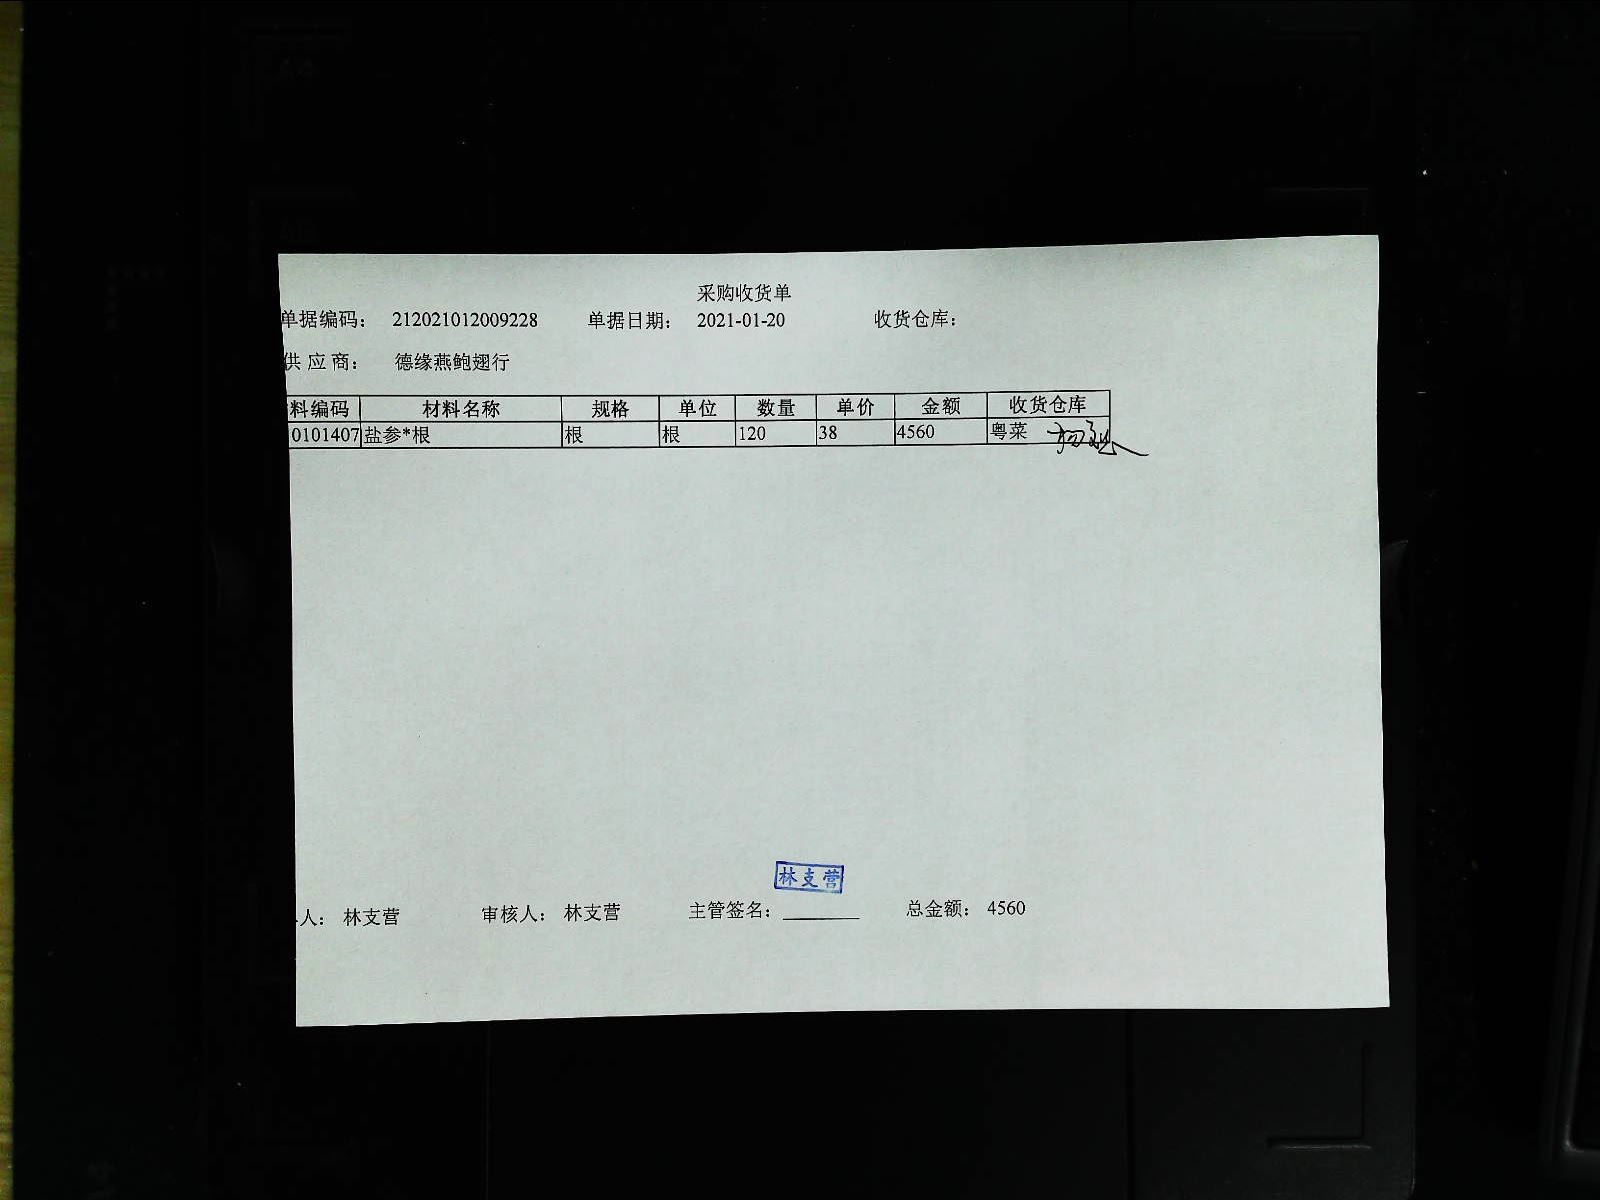 采购收货单
单据编码： 212021012009228 单据日期： 2021-01-20 收货仓库：
供应商： 德缘燕鲍翅行
料编码 材料名称 规格 单位 数量 单价 金额 收货仓库
0101407 盐参*根 根 根 120 38 4560 粤菜
林支营
人： 林支营 审核人： 林支营 主管签名： 总金额： 4560